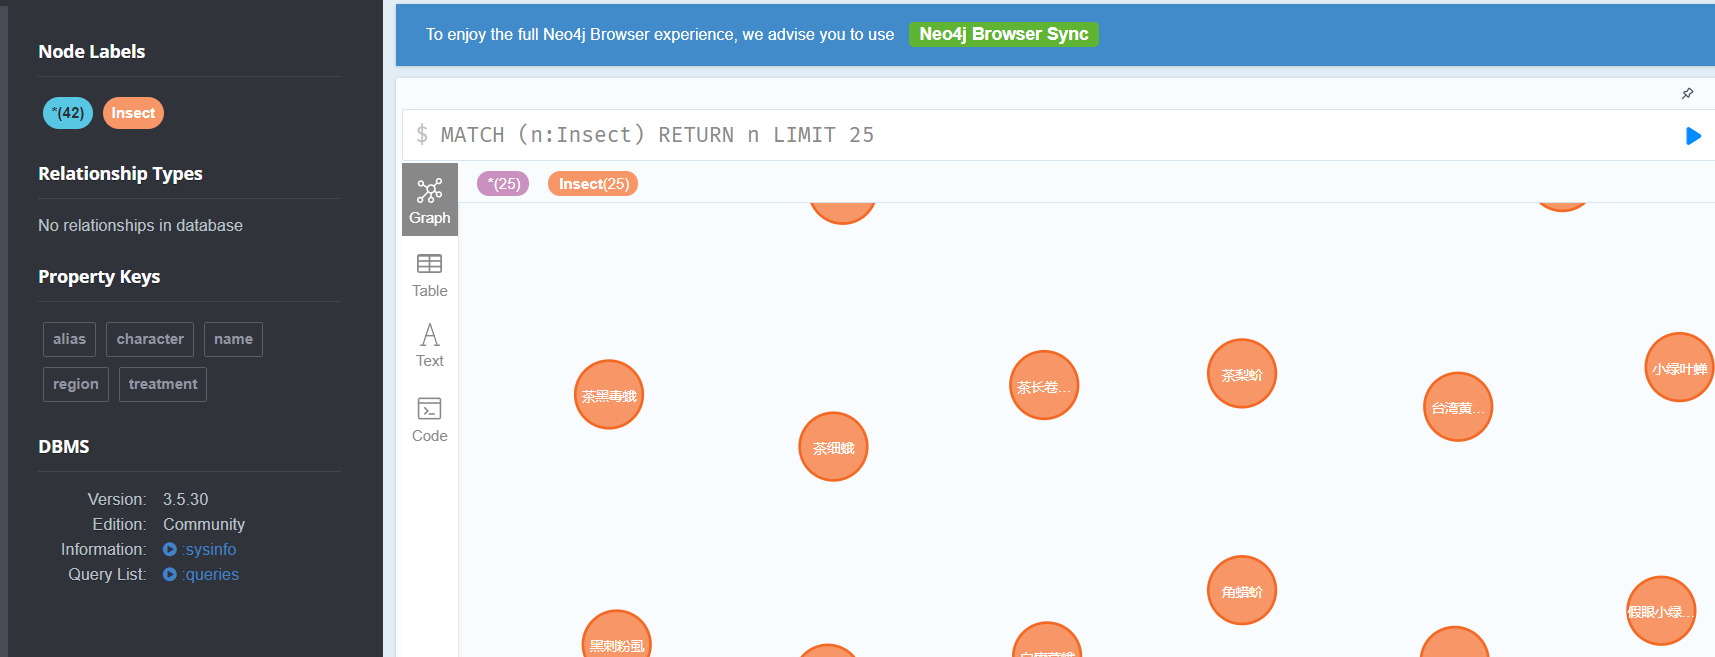 Node Labels
*(42) Insect
Relationship Types
No relationships in database
Property Keys
alias character name
region treatment
DBMS
Version: 3.5.30
Edition: Community
Information: :sysinfo
Query List: :queries
To enjoy the full Neo4j Browser experience, we advise you to use Neo4j Browser Sync
$ MATCH (n:Insect) RETURN n LIMIT 25
*(25) Insect(25)
Graph
Table
Text
Code
茶黑毒蛾
茶细蛾
茶长卷...
茶梨蚧
台湾黄...
小绿叶蝉
角蜡蚧
假眼小绿...
黑刺粉虱